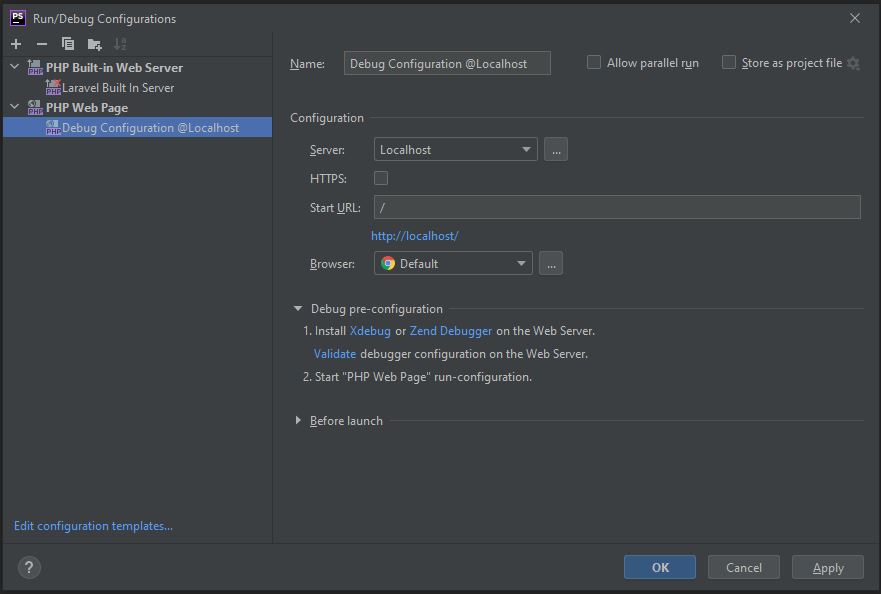 PS Run/Debug Configurations
PHP Built-in Web Server
Laravel Built In Server
PHP Web Page
Debug Configuration @Localhost
Edit configuration templates...
Name: Debug Configuration @Localhost Allow parallel run Store as project file
Configuration
Server: Localhost ...
HTTPS:
Start URL: /
http://localhost/
Browser: Default ...
Debug pre-configuration
1. Install Xdebug or Zend Debugger on the Web Server.
Validate debugger configuration on the Web Server.
2. Start "PHP Web Page" run-configuration.
Before launch
? OK Cancel Apply